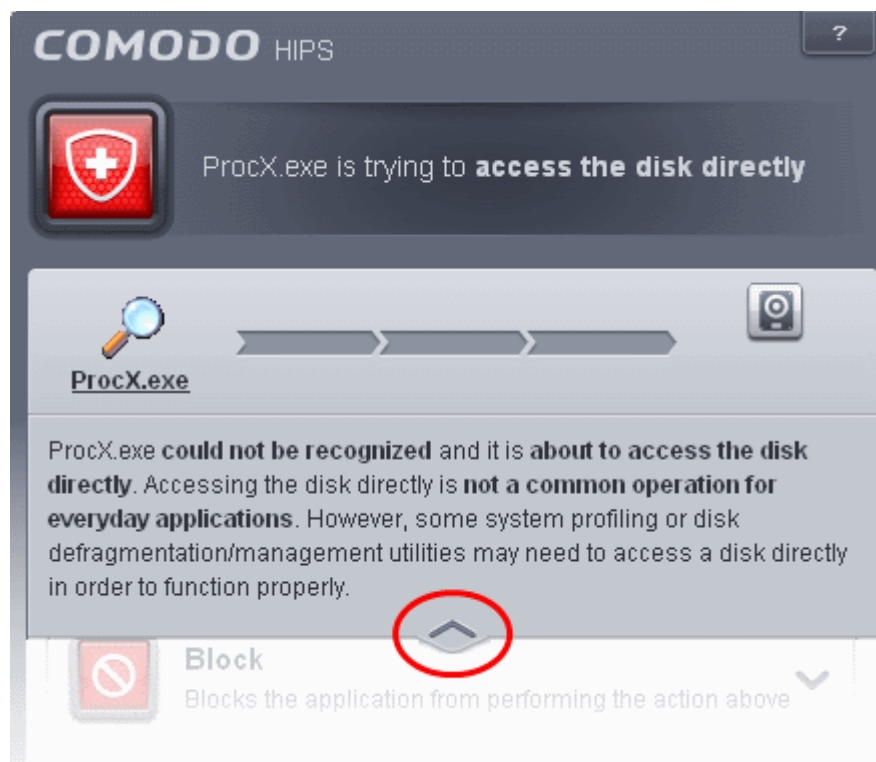 COMODO HIPS
?
ProcX.exe is trying to access the disk directly
ProcX.exe
ProcX.exe could not be recognized and it is about to access the disk
directly. Accessing the disk directly is not a common operation for
everyday applications. However, some system profiling or disk
defragmentation/management utilities may need to access a disk directly
in order to function properly.
Block
Blocks the application from performing the action above